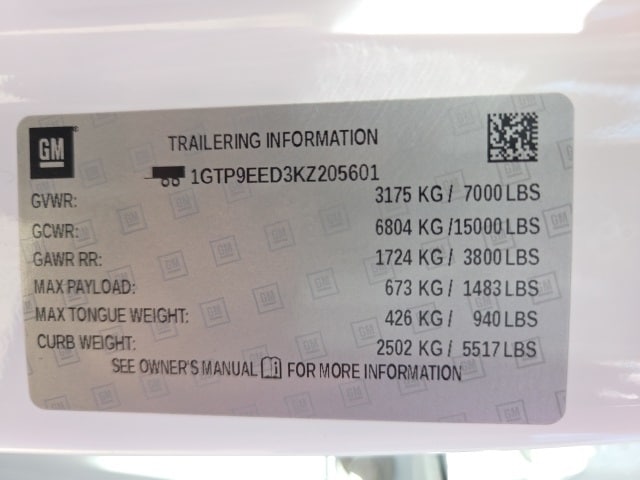 GM
TRAILERING INFORMATION
1GTP9EED3KZ205601
GVWR: 3175 KG / 7000 LBS
GCWR: 6804 KG /15000 LBS
GAWR RR: 1724 KG / 3800 LBS
MAX PAYLOAD: 673 KG / 1483 LBS
MAX TONGUE WEIGHT: 426 KG / 940 LBS
CURB WEIGHT: 2502 KG / 5517 LBS
SEE OWNER'S MANUAL FOR MORE INFORMATION